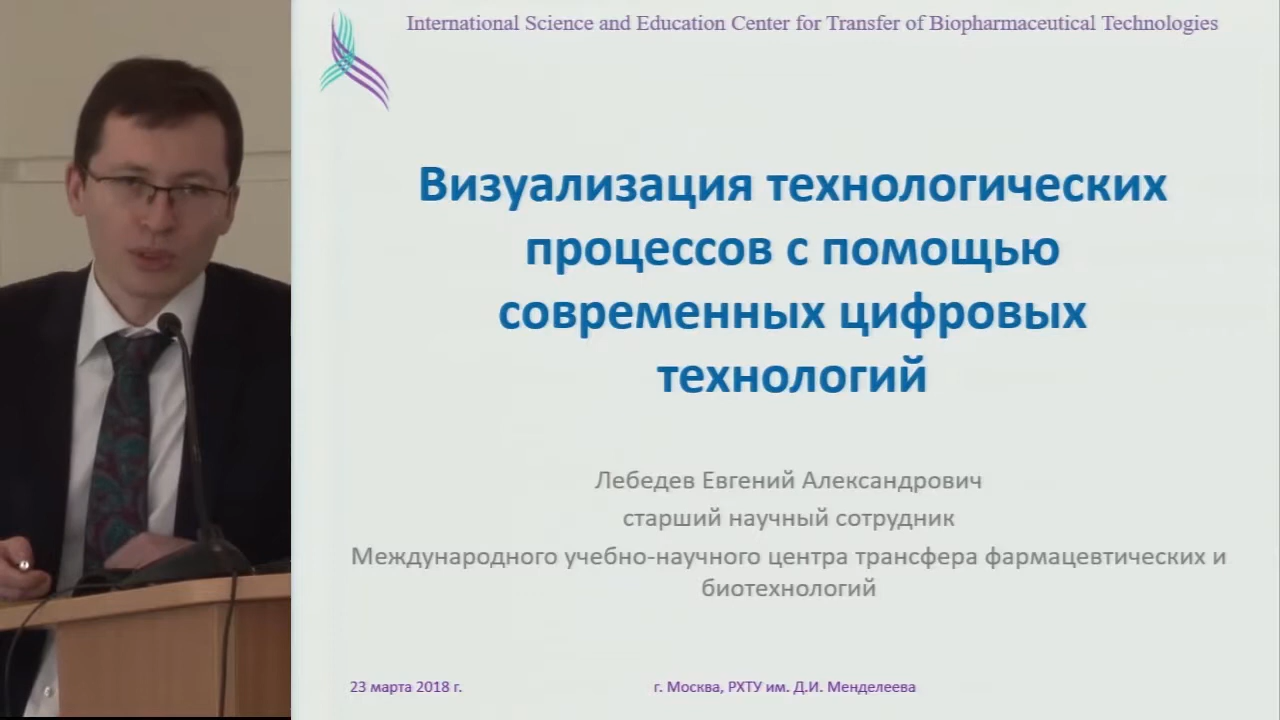 International Science and Education Center for Transfer of Biopharmaceutical Technologies
Визуализация технологических
процессов с помощью
современных цифровых
технологий
Лебедев Евгений Александрович
старший научный сотрудник
Международного учебно-научного центра трансфера фармацевтических и
биотехнологий
23 марта 2018 г.
г. Москва, РХТУ им. Д.И. Менделеева